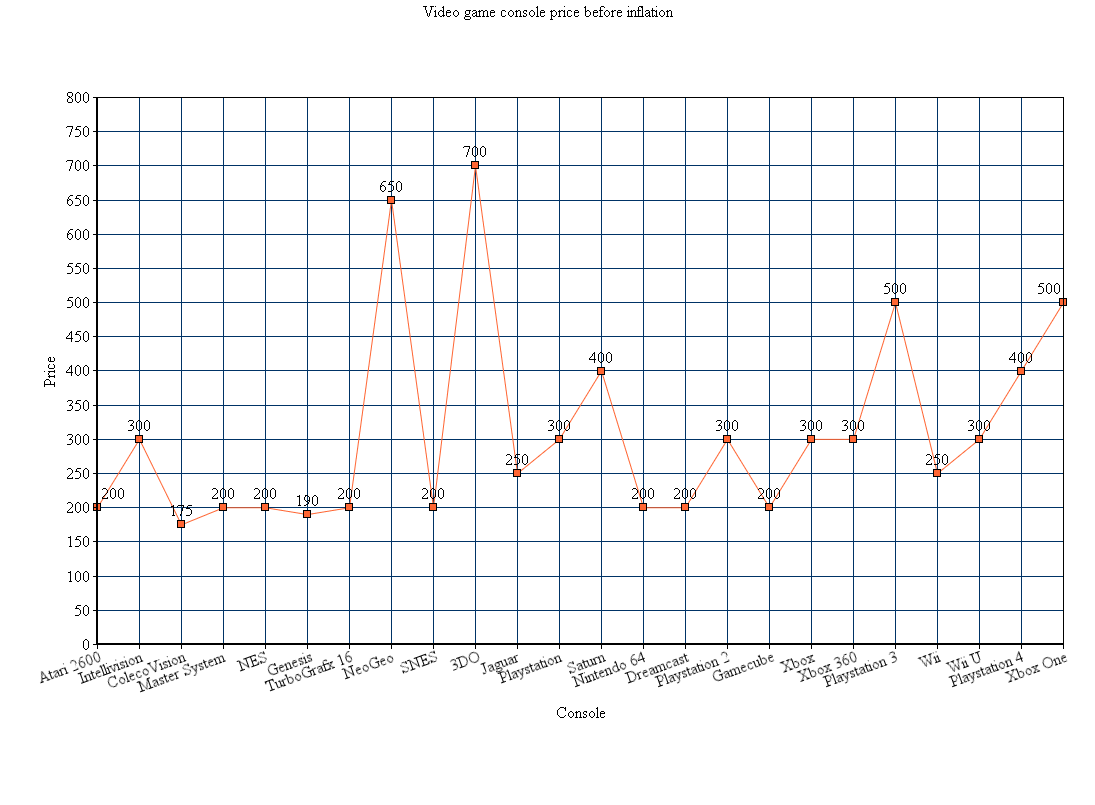 Video game console price before inflation
800
750
700
650
600
550
500
450
400
350
300
250
200
150
100
50
0
Price
200
300
175
200
200
190
200
650
200
700
250
300
400
200
200
300
200
300
300
500
250
300
400
500
Atari 2600
Intellivision
ColecoVision
Master System
NES
Genesis
TurboGrafx 16
NeoGeo
SNES
3DO
Jaguar
Playstation
Saturn
Nintendo 64
Dreamcast
Playstation 2
Gamecube
Xbox
Xbox 360
Playstation 3
Wii
Wii U
Playstation 4
Xbox One
Console